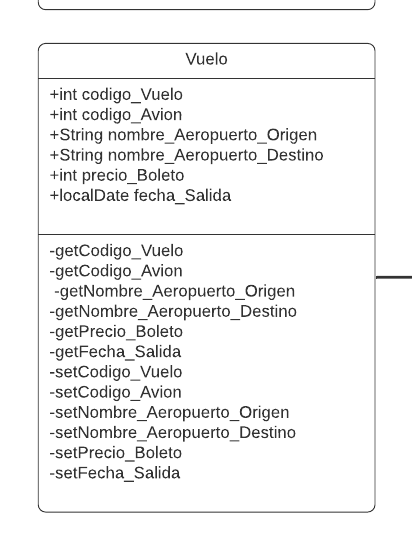 Vuelo
+int codigo_Vuelo
+int codigo_Avion
+String nombre_Aeropuerto_Origen
+String nombre_Aeropuerto_Destino
+int precio_Boleto
+localDate fecha_Salida
-getCodigo_Vuelo
-getCodigo_Avion
-getNombre_Aeropuerto_Origen
-getNombre_Aeropuerto_Destino
-getPrecio_Boleto
-getFecha_Salida
-setCodigo_Vuelo
-setCodigo_Avion
-setNombre_Aeropuerto_Origen
-setNombre_Aeropuerto_Destino
-setPrecio_Boleto
-setFecha_Salida